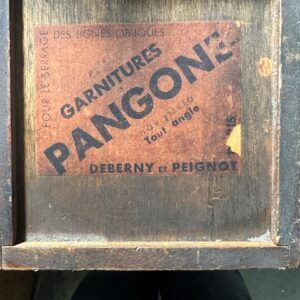 POUR LE SERRAGE
DES LIGNES OBLIQUES
GARNITURES
PANGONE
Tout angle
DEBERNY ET PEIGNOT